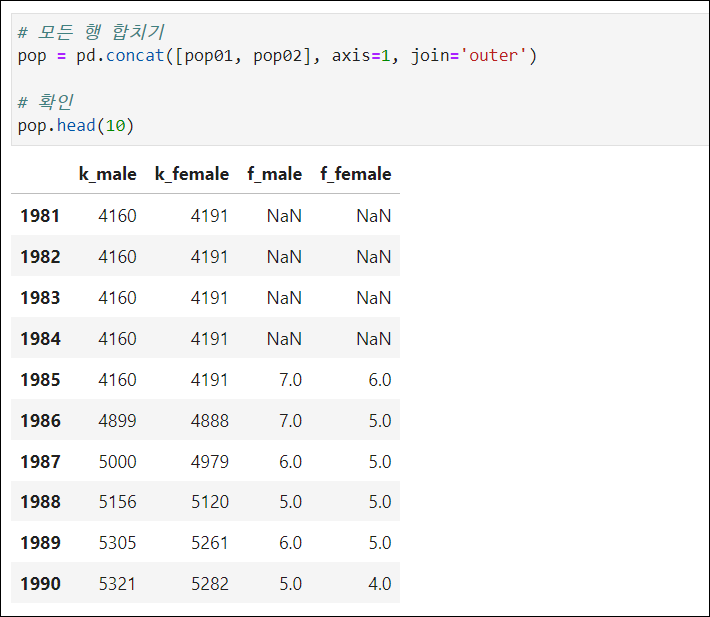 # 모든 행 합치기
pop = pd.concat([pop01, pop02], axis=1, join='outer')
# 확인
pop.head(10)
k_male k_female f_male f_female
1981 4160 4191 NaN NaN
1982 4160 4191 NaN NaN
1983 4160 4191 NaN NaN
1984 4160 4191 NaN NaN
1985 4160 4191 7.0 6.0
1986 4899 4888 7.0 5.0
1987 5000 4979 6.0 5.0
1988 5156 5120 5.0 5.0
1989 5305 5261 6.0 5.0
1990 5321 5282 5.0 4.0